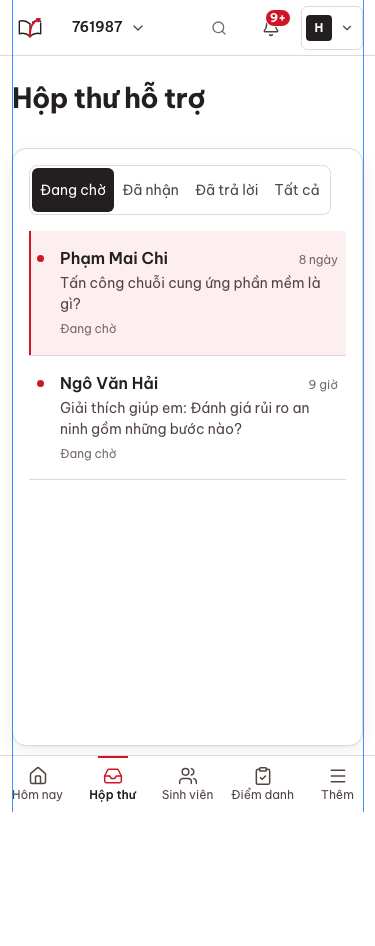 761987
9+
H
Hộp thư hỗ trợ
Đang chờ
Đã nhận
Đã trả lời
Tất cả
Phạm Mai Chi
8 ngày
Tấn công chuỗi cung ứng phần mềm là
gì?
Đang chờ
Ngô Văn Hải
9 giờ
Giải thích giúp em: Đánh giá rủi ro an
ninh gồm những bước nào?
Đang chờ
Hôm nay
Hộp thư
Sinh viên
Điểm danh
Thêm